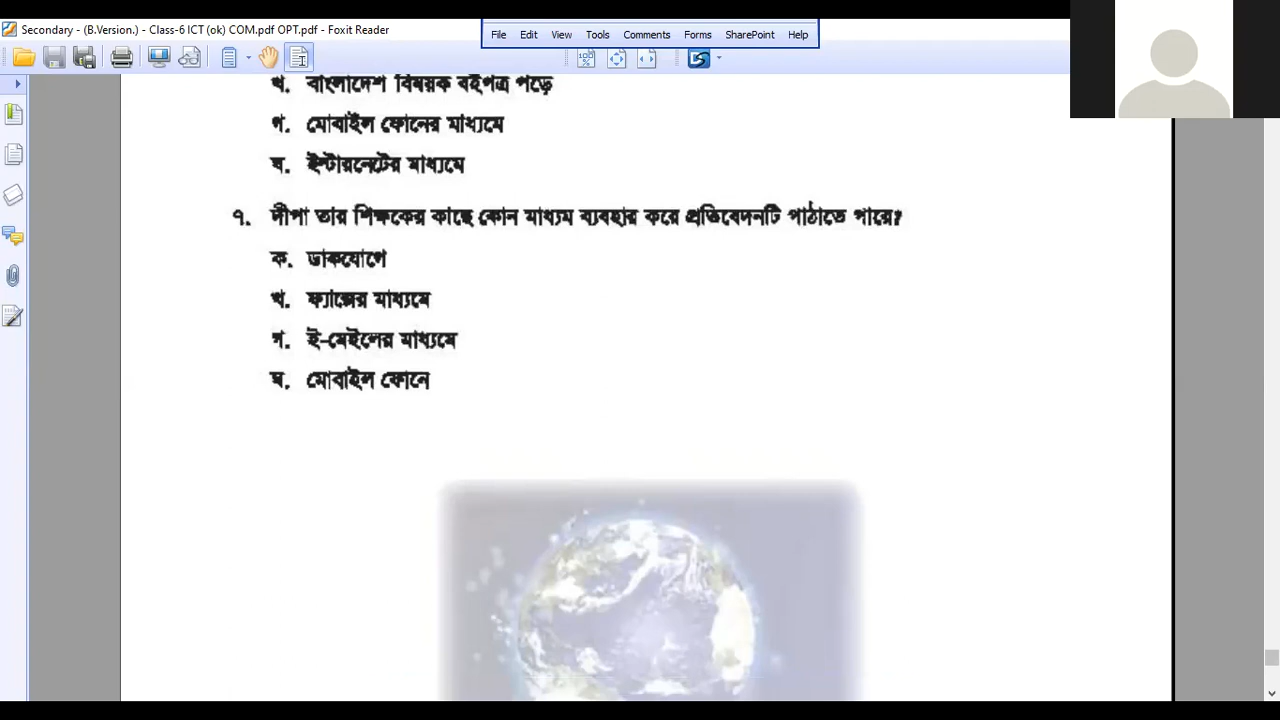 Secondary - (B.Version.) - Class-6 ICT (ok) COM.pdf OPT.pdf - Foxit Reader
File Edit View Tools Comments Forms SharePoint Help
খ. বাংলাদেশ বিষয়ক বইপত্র পড়ে
গ. মোবাইল ফোনের মাধ্যমে
ঘ. ইন্টারনেটের মাধ্যমে
৭. দীপা তার শিক্ষকের কাছে কোন মাধ্যম ব্যবহার করে প্রতিবেদনটি পাঠাতে পারে?
ক. ডাকযোগে
খ. ফ্যাক্সের মাধ্যমে
গ. ই-মেইলের মাধ্যমে
ঘ. মোবাইল ফোনে